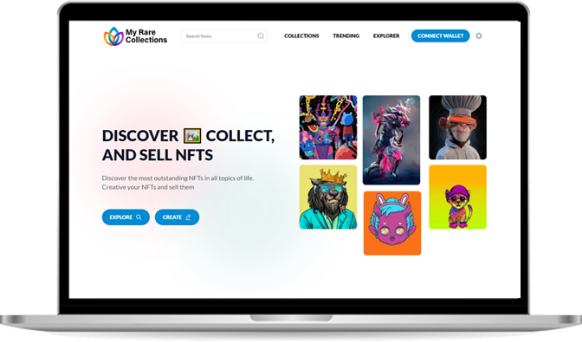 My Rare
Collections
Search Items
COLLECTIONS
TRENDING
EXPLORER
CONNECT WALLET
DISCOVER 🖼️ COLLECT,
AND SELL NFTS
Discover the most outstanding NFTs in all topics of life.
Creative your NFTs and sell them
EXPLORE
CREATE